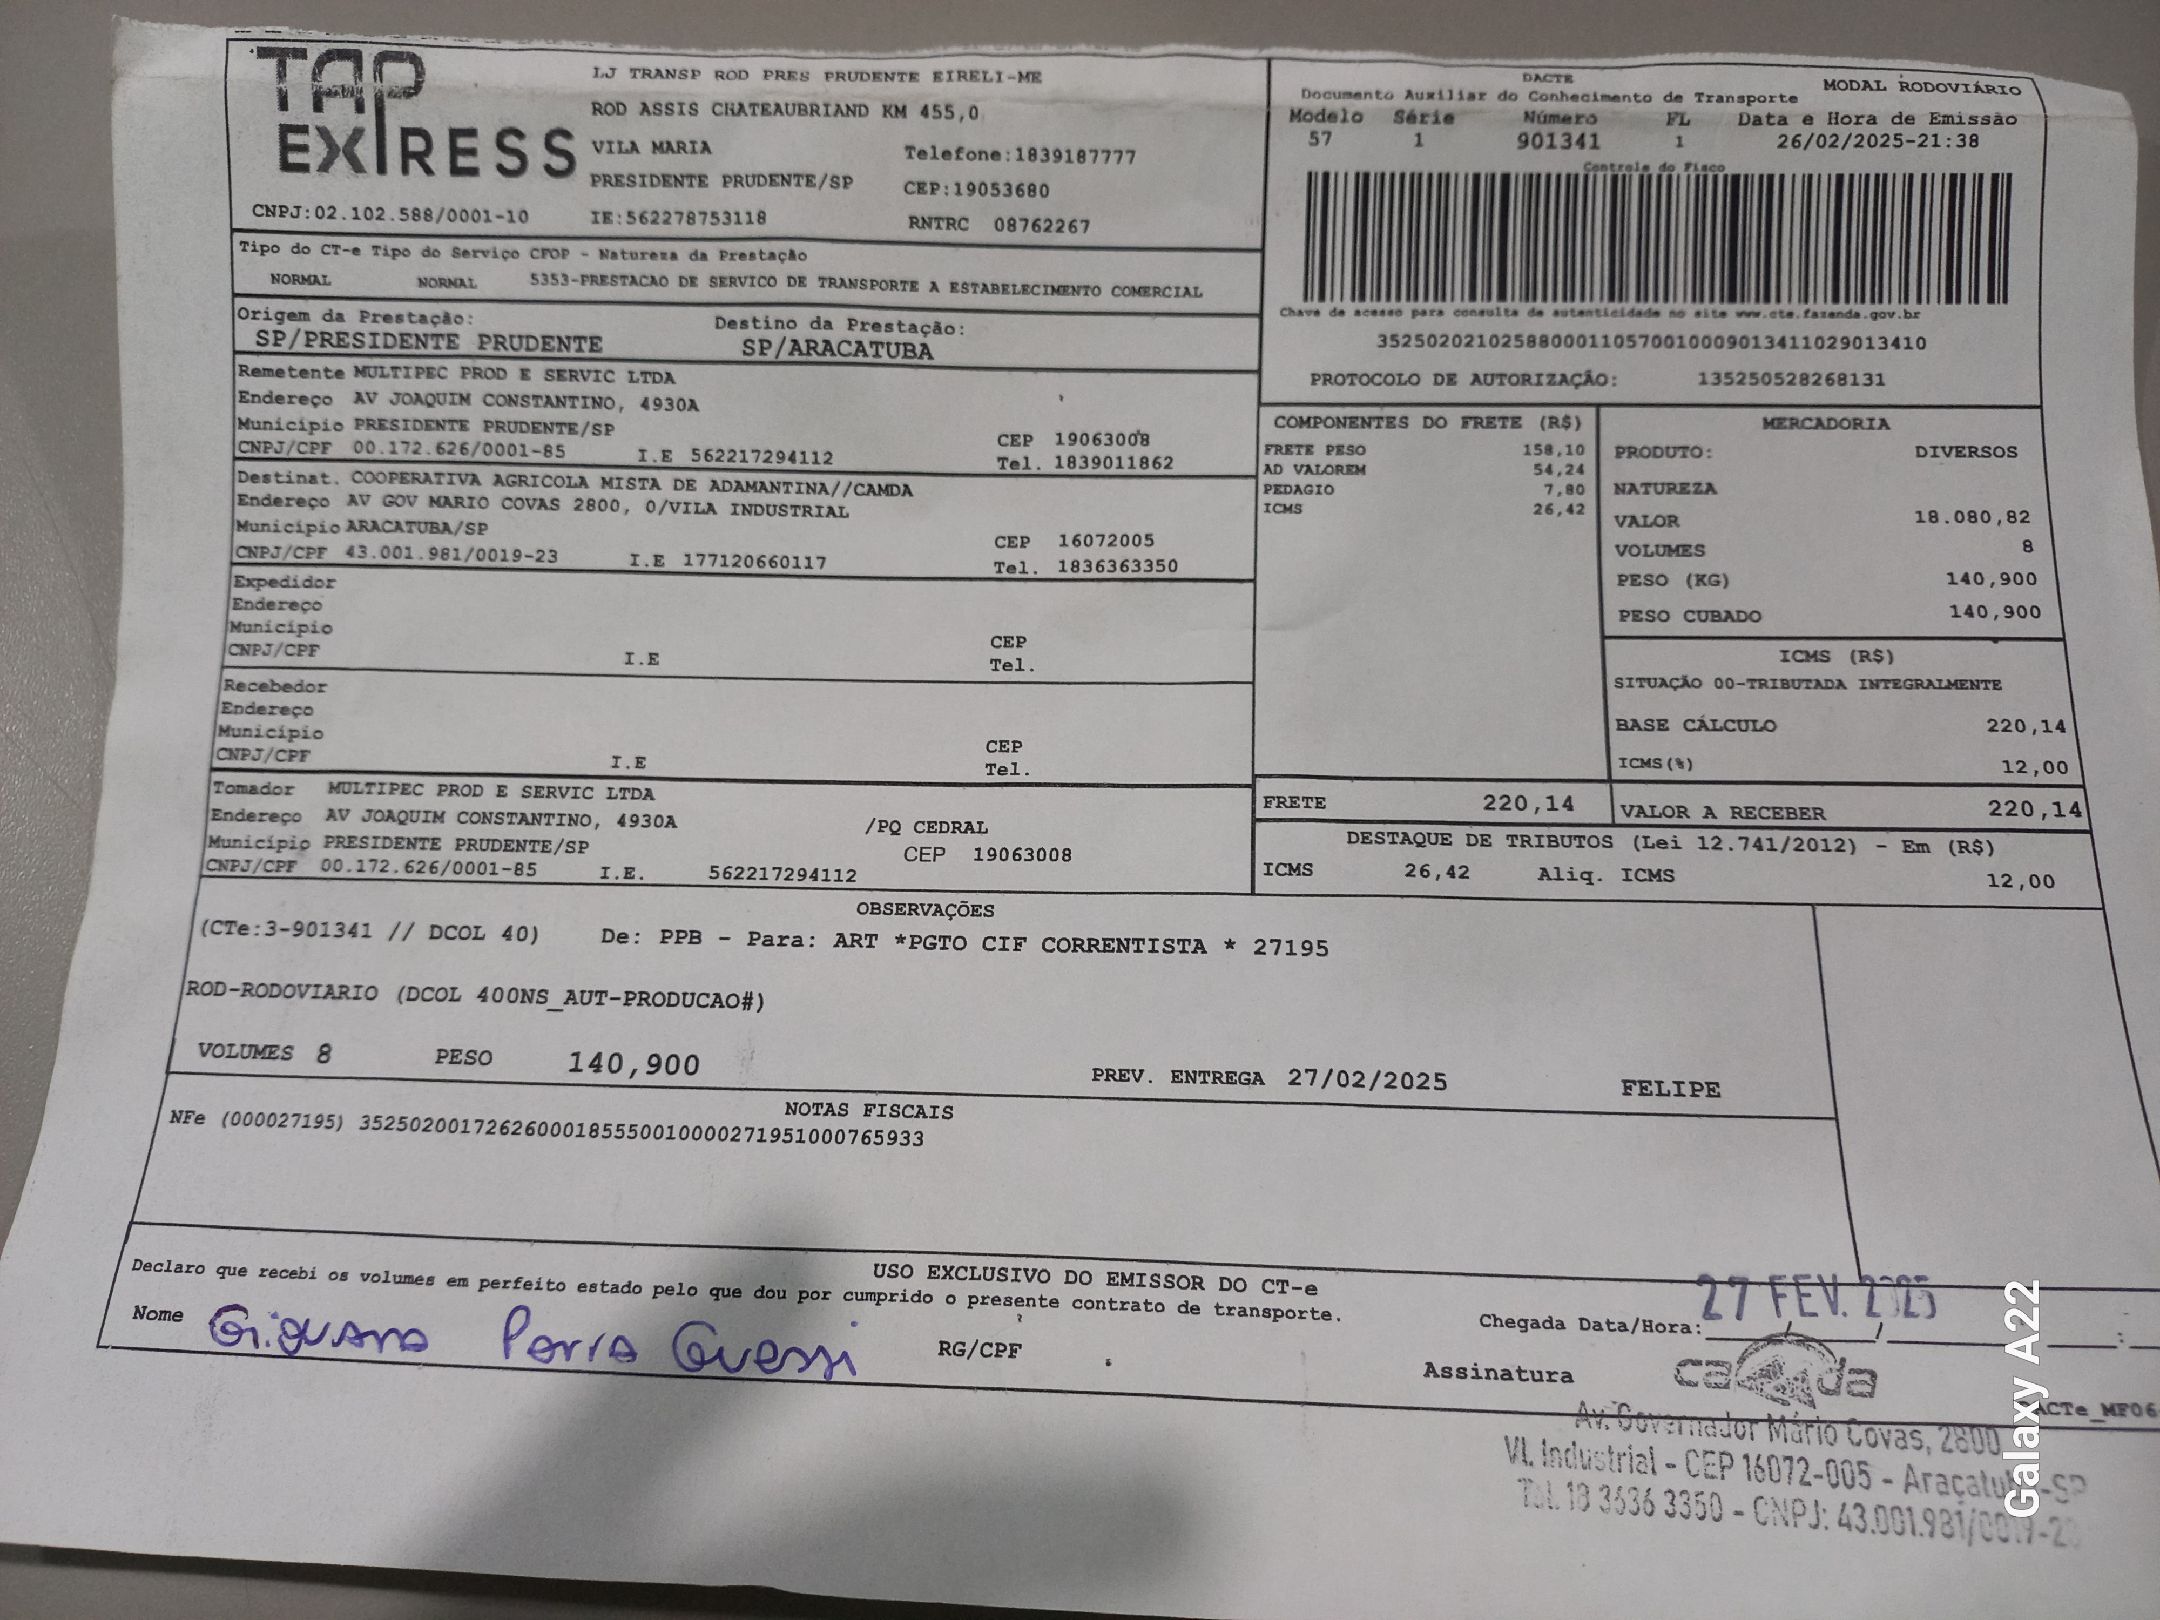 TAP
EXPRESS
LJ TRANSP ROD PRES PRUDENTE EIRELI-ME
ROD ASSIS CHATEAUBRIAND KM 455,0
VILA MARIA Telefone:1839187777
PRESIDENTE PRUDENTE/SP CEP:19053680
CNPJ:02.102.588/0001-10 IE:562278753118 RNTRC 08762267
DACTE MODAL RODOVIÁRIO
Documento Auxiliar do Conhecimento de Transporte
Modelo Série Número FL Data e Hora de Emissão
57 1 901341 1 26/02/2025-21:38
Controle do Fisco
Chave de acesso para consulta de autenticidade no site www.cte.fazenda.gov.br
35250202102588000110570010009013411029013410
PROTOCOLO DE AUTORIZAÇÃO: 135250528268131
Tipo do CT-e Tipo do Serviço CFOP - Natureza da Prestação
NORMAL NORMAL 5353-PRESTACAO DE SERVICO DE TRANSPORTE A ESTABELECIMENTO COMERCIAL
Origem da Prestação: Destino da Prestação:
SP/PRESIDENTE PRUDENTE SP/ARACATUBA
Remetente MULTIPEC PROD E SERVIC LTDA
Endereço AV JOAQUIM CONSTANTINO, 4930A
Município PRESIDENTE PRUDENTE/SP CEP 19063008
CNPJ/CPF 00.172.626/0001-85 I.E 562217294112 Tel. 1839011862
Destinat. COOPERATIVA AGRICOLA MISTA DE ADAMANTINA//CAMDA
Endereço AV GOV MARIO COVAS 2800, 0/VILA INDUSTRIAL
Município ARACATUBA/SP CEP 16072005
CNPJ/CPF 43.001.981/0019-23 I.E 177120660117 Tel. 1836363350
Expedidor
Endereço
Município CEP
CNPJ/CPF I.E Tel.
Recebedor
Endereço
Município CEP
CNPJ/CPF I.E Tel.
Tomador MULTIPEC PROD E SERVIC LTDA
Endereço AV JOAQUIM CONSTANTINO, 4930A /PQ CEDRAL
Município PRESIDENTE PRUDENTE/SP CEP 19063008
CNPJ/CPF 00.172.626/0001-85 I.E. 562217294112
COMPONENTES DO FRETE (R$)
FRETE PESO 158,10
AD VALOREM 54,24
PEDAGIO 7,80
ICMS 26,42
MERCADORIA
PRODUTO: DIVERSOS
NATUREZA
VALOR 18.080,82
VOLUMES 8
PESO (KG) 140,900
PESO CUBADO 140,900
ICMS (R$)
SITUAÇÃO 00-TRIBUTADA INTEGRALMENTE
BASE CÁLCULO 220,14
ICMS(%) 12,00
FRETE 220,14 VALOR A RECEBER 220,14
DESTAQUE DE TRIBUTOS (Lei 12.741/2012) - Em (R$)
ICMS 26,42 Aliq. ICMS 12,00
OBSERVAÇÕES
(CTe:3-901341 // DCOL 40) De: PPB - Para: ART *PGTO CIF CORRENTISTA * 27195
ROD-RODOVIARIO (DCOL 400NS_AUT-PRODUCAO#)
VOLUMES 8 PESO 140,900 PREV. ENTREGA 27/02/2025 FELIPE
NOTAS FISCAIS
NFe (000027195) 35250200172626000185550010000271951000765933
USO EXCLUSIVO DO EMISSOR DO CT-e
Declaro que recebi os volumes em perfeito estado pelo que dou por cumprido o presente contrato de transporte.
Nome RG/CPF
Chegada Data/Hora: 27 FEV. 2025
Assinatura
camda
ACTe_MF06
Av. Governador Mário Covas, 2800
Vl. Industrial - CEP 16072-005 - Araçatuba-SP
Tel. 18 3636 3350 - CNPJ: 43.001.981/0019-23
Galaxy A22